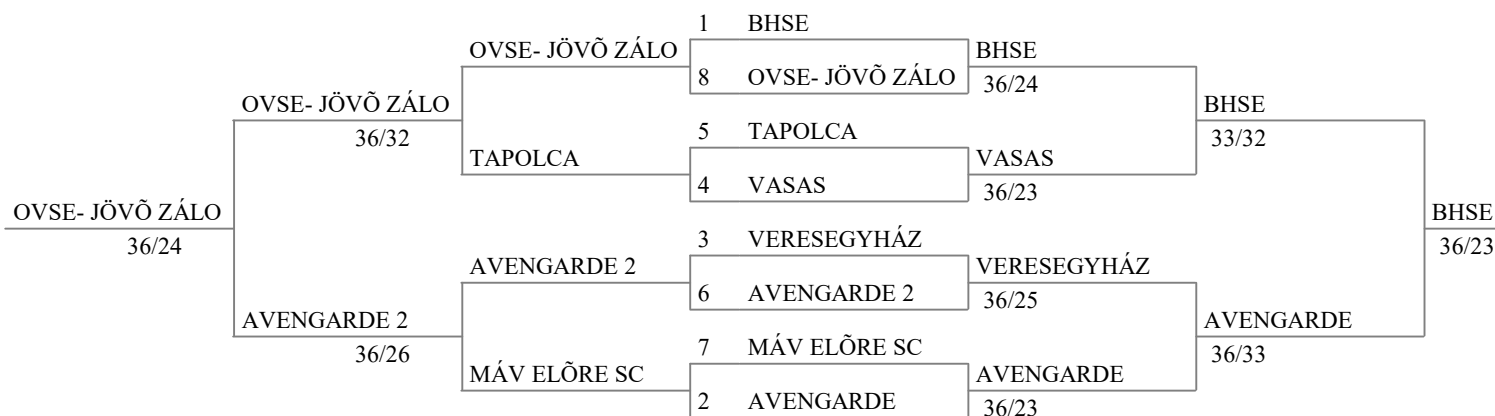 1 BHSE
OVSE- JÖVÕ ZÁLO BHSE
8 OVSE- JÖVÕ ZÁLO 36/24
OVSE- JÖVÕ ZÁLO BHSE
36/32 5 TAPOLCA 33/32
TAPOLCA VASAS
4 VASAS 36/23
OVSE- JÖVÕ ZÁLO BHSE
36/24 3 VERESEGYHÁZ 36/23
AVENGARDE 2 VERESEGYHÁZ
6 AVENGARDE 2 36/25
AVENGARDE 2 AVENGARDE
36/26 7 MÁV ELÕRE SC 36/33
MÁV ELÕRE SC AVENGARDE
2 AVENGARDE 36/23